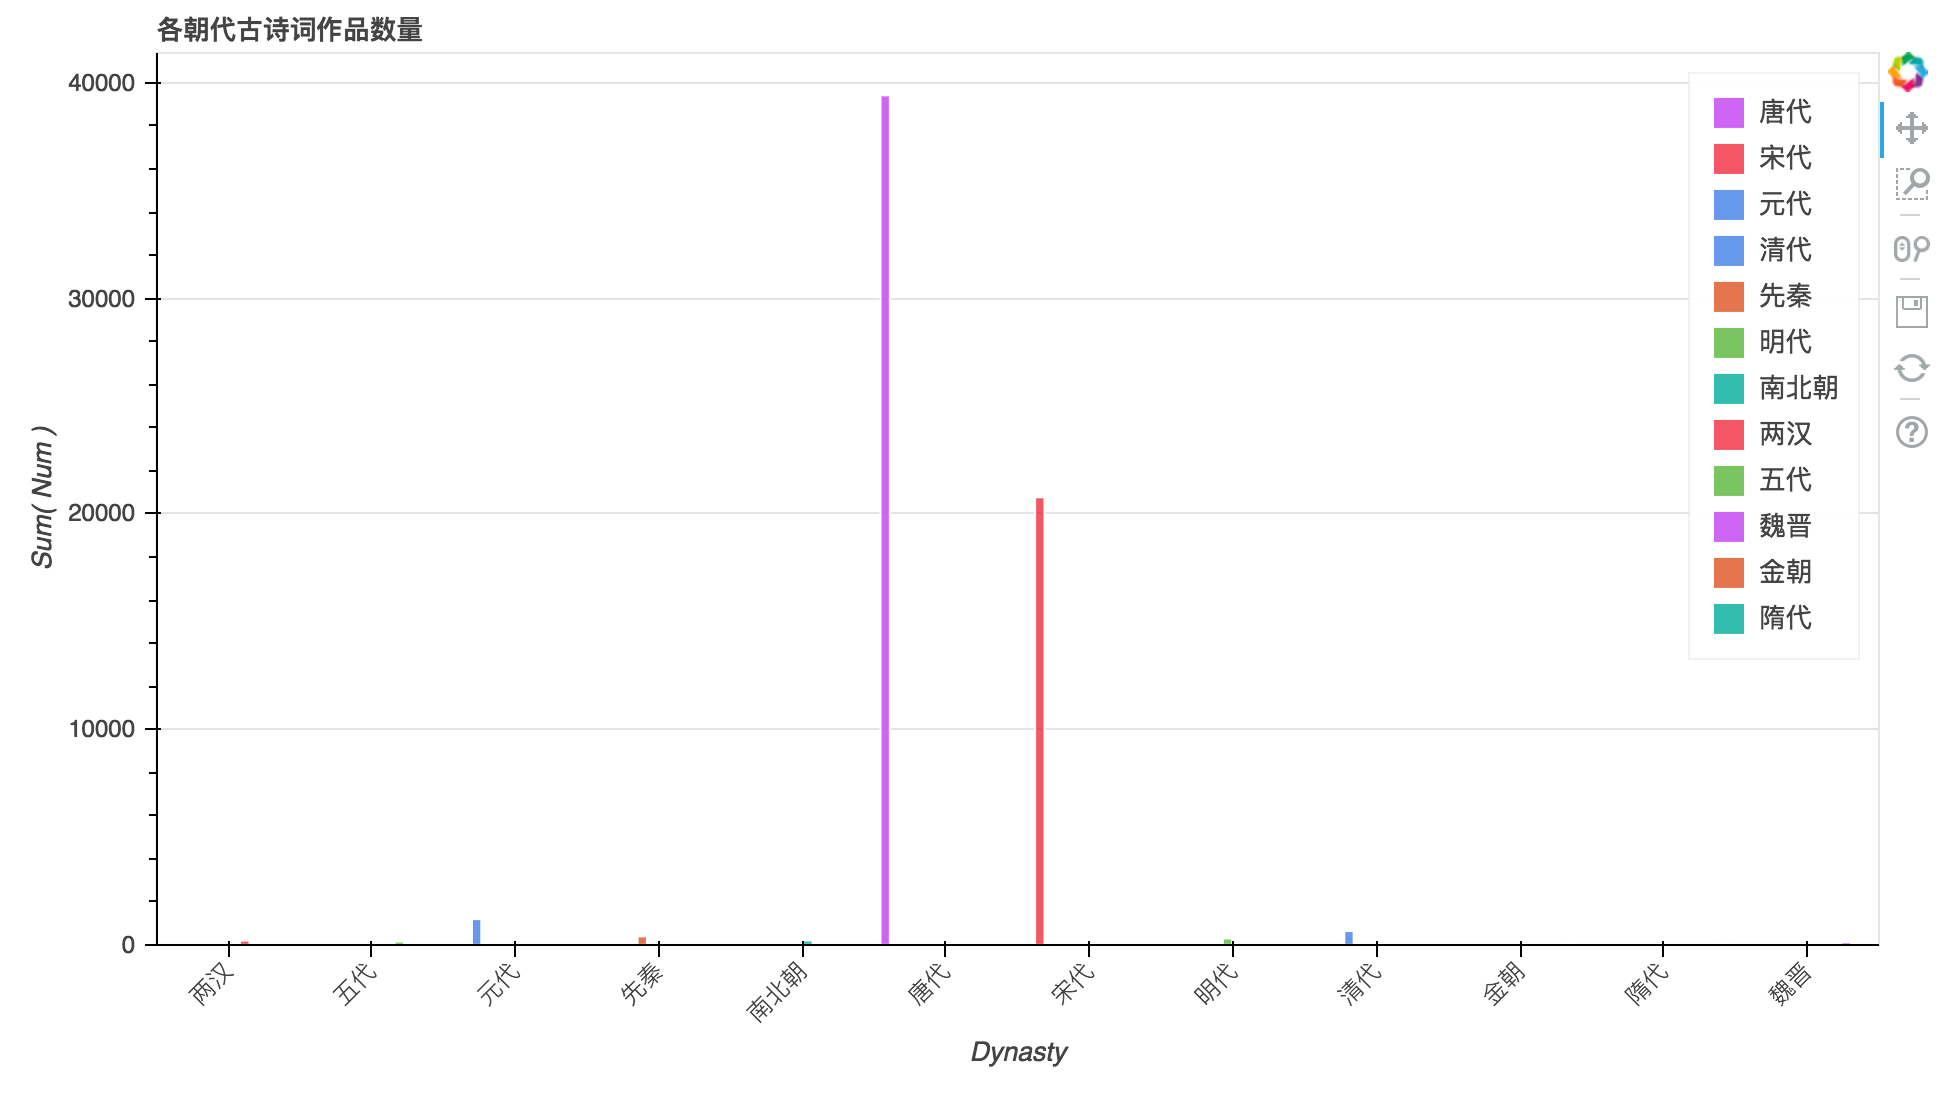 各朝代古诗词作品数量
40000
30000
20000
10000
0
Sum( Num )
唐代
宋代
元代
清代
先秦
明代
南北朝
两汉
五代
魏晋
金朝
隋代
两汉
五代
元代
先秦
南北朝
唐代
宋代
明代
清代
金朝
隋代
魏晋
Dynasty